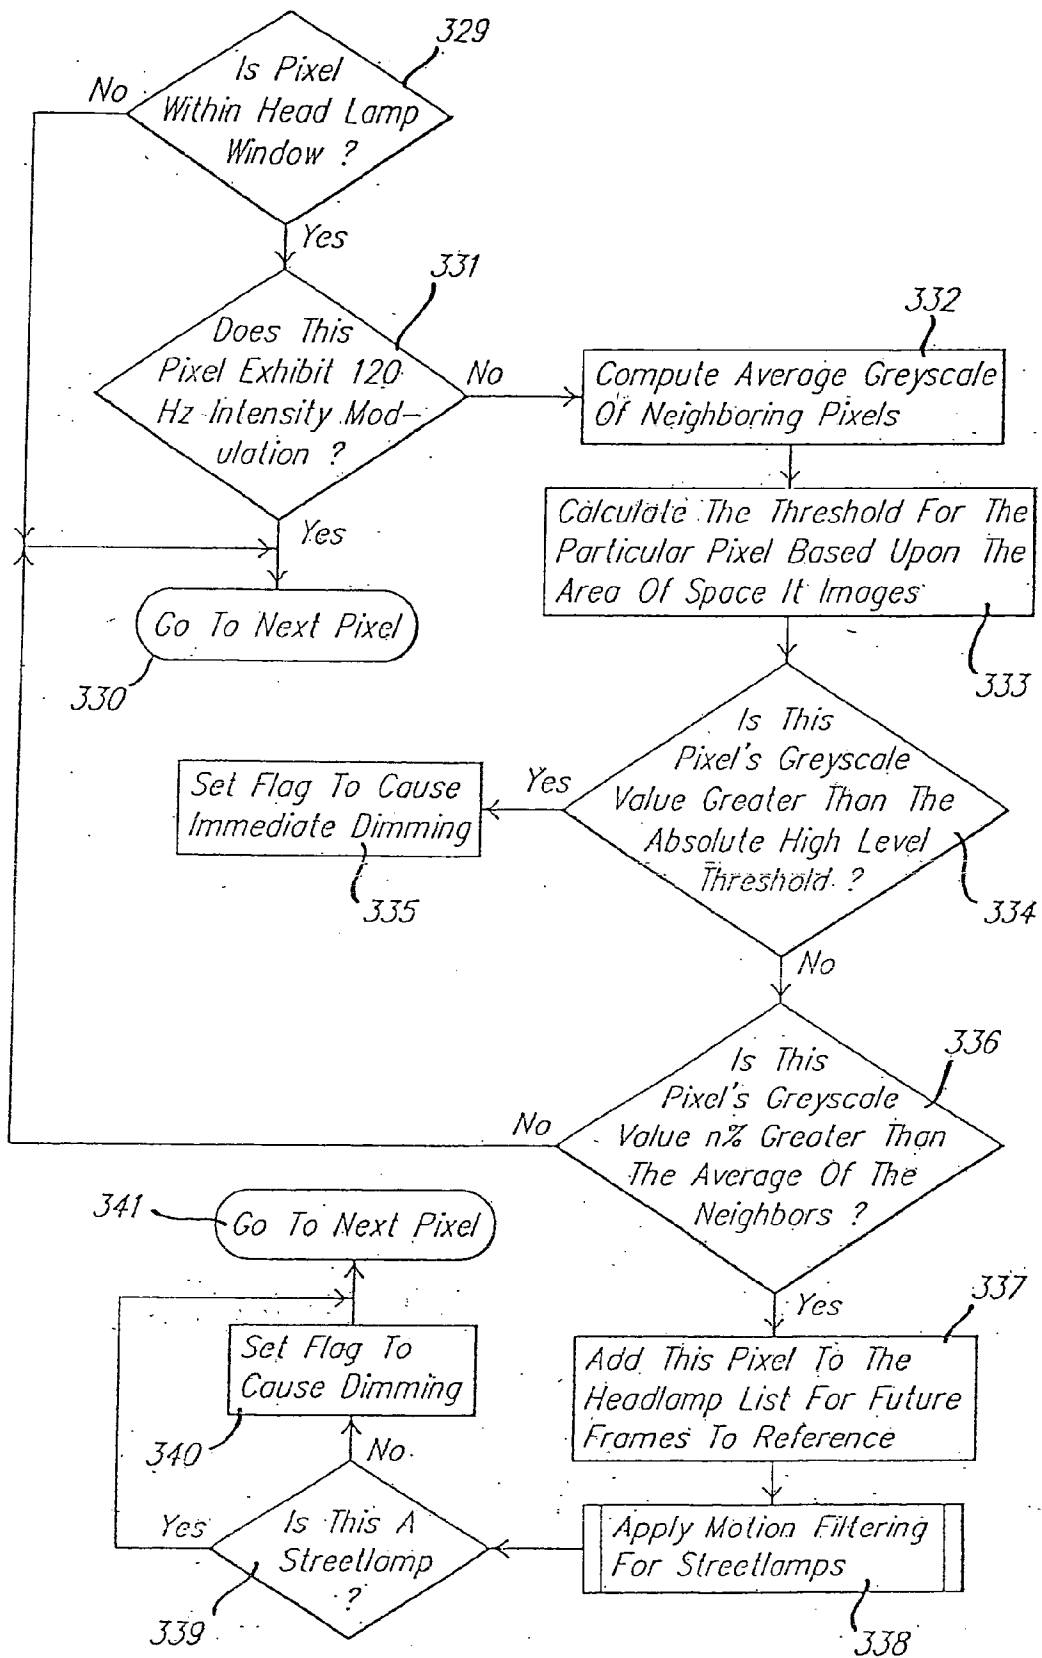 329
Is Pixel
Within Head Lamp
Window ?
No
Yes
331
Does This
Pixel Exhibit 120
Hz Intensity Mod-
ulation ?
No
Yes
332
Compute Average Greyscale
Of Neighboring Pixels
Calculate The Threshold For The
Particular Pixel Based Upon The
Area Of Space It Images
333
Go To Next Pixel
330
Is This
Pixel's Greyscale
Value Greater Than The
Absolute High Level
Threshold ?
334
Yes
Set Flag To Cause
Immediate Dimming
335
No
336
Is This
Pixel's Greyscale
Value n% Greater Than
The Average Of The
Neighbors ?
No
Yes
337
Add This Pixel To The
Headlamp List For Future
Frames To Reference
Apply Motion Filtering
For Streetlamps
338
Is This A
Streetlamp
?
339
Yes
No
Set Flag To
Cause Dimming
340
341
Go To Next Pixel